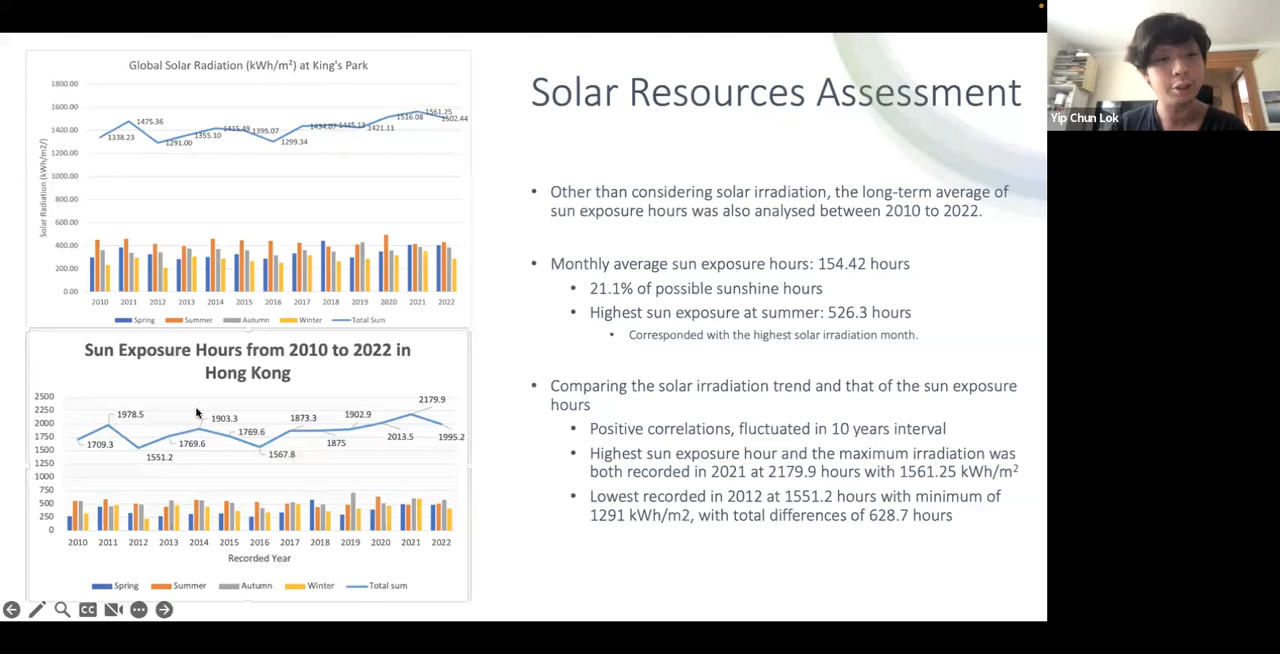 Global Solar Radiation (kWh/m²) at King's Park
1800.00
1600.00
1400.00
1200.00
1000.00
800.00
600.00
400.00
200.00
0.00
Solar Radiation (kWh/m2/)
1338.23
1475.36
1291.00
1355.10
1415.49
1395.07
1299.34
1434.07
1445.13
1421.11
1516.08
1561.25
1502.44
2010 2011 2012 2013 2014 2015 2016 2017 2018 2019 2020 2021 2022
Spring Summer Autumn Winter Total Sum
Sun Exposure Hours from 2010 to 2022 in
Hong Kong
2500
2250
2000
1750
1500
1250
1000
750
500
250
0
1709.3
1978.5
1551.2
1769.6
1903.3
1769.6
1567.8
1873.3
1875
1902.9
2013.5
2179.9
1995.2
2010 2011 2012 2013 2014 2015 2016 2017 2018 2019 2020 2021 2022
Recorded Year
Spring Summer Autumn Winter Total sum
CC
Solar Resources Assessment
• Other than considering solar irradiation, the long-term average of
sun exposure hours was also analysed between 2010 to 2022.
• Monthly average sun exposure hours: 154.42 hours
• 21.1% of possible sunshine hours
• Highest sun exposure at summer: 526.3 hours
• Corresponded with the highest solar irradiation month.
• Comparing the solar irradiation trend and that of the sun exposure
hours
• Positive correlations, fluctuated in 10 years interval
• Highest sun exposure hour and the maximum irradiation was
both recorded in 2021 at 2179.9 hours with 1561.25 kWh/m²
• Lowest recorded in 2012 at 1551.2 hours with minimum of
1291 kWh/m2, with total differences of 628.7 hours
Yip Chun Lok